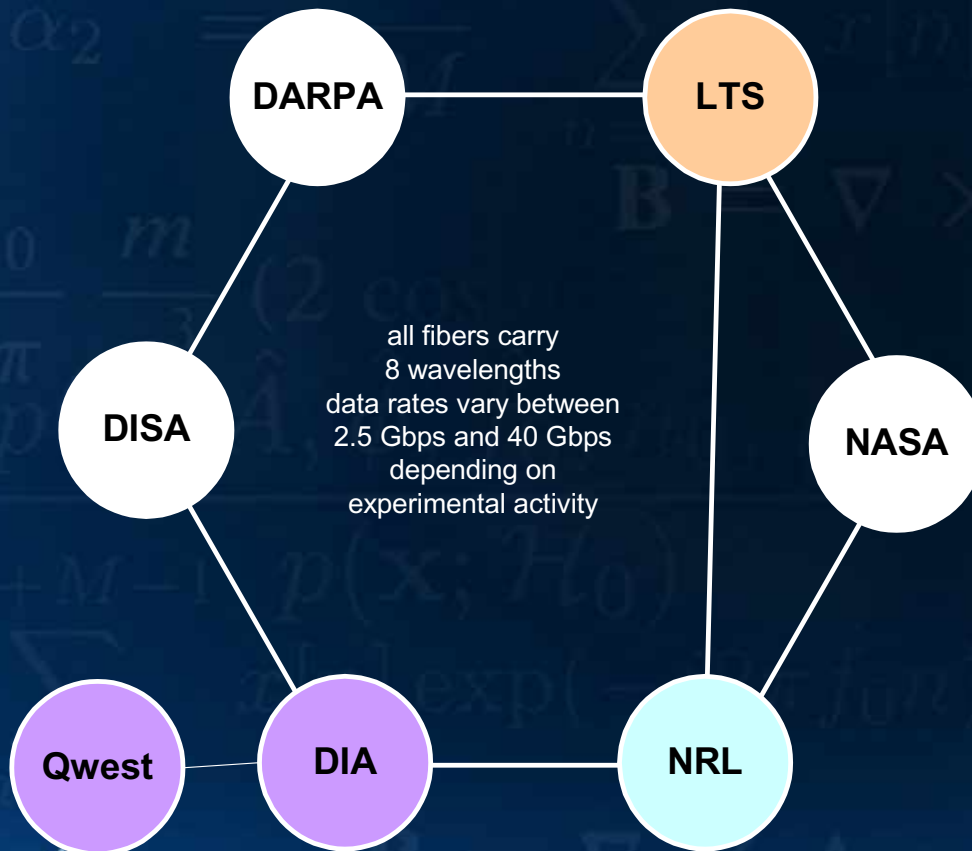 DARPA
LTS
all fibers carry
8 wavelengths
data rates vary between
2.5 Gbps and 40 Gbps
depending on
experimental activity
DISA
NASA
Qwest
DIA
NRL